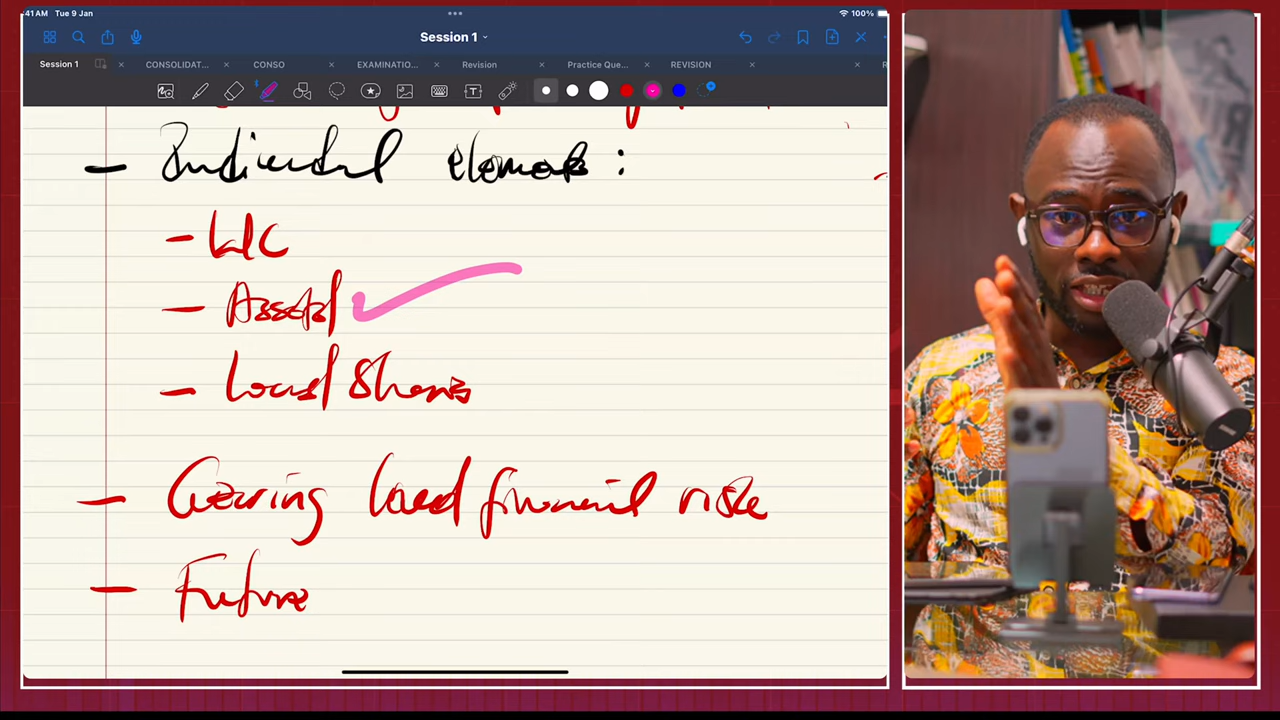 41 AM Tue 9 Jan 100%
Session 1
Session 1 CONSOLIDAT... CONSO EXAMINATIO... Revision Practice Que... REVISION
- Individual elements :
- W/C
- Assets
- Shares
- Gearing financial risk
- Future